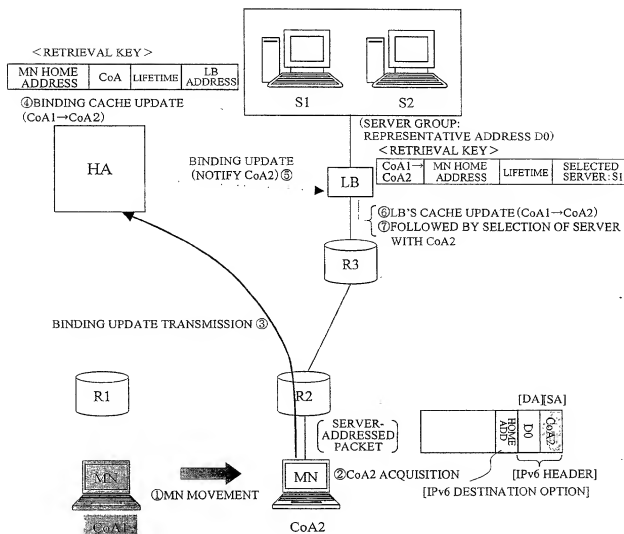 <RETRIEVAL KEY>
MN HOME ADDRESS
CoA
LIFETIME
LB ADDRESS
④BINDING CACHE UPDATE
(CoA1→CoA2)
HA
S1
S2
(SERVER GROUP:
REPRESENTATIVE ADDRESS D0)
<RETRIEVAL KEY>
CoA1→
CoA2
MN HOME
ADDRESS
LIFETIME
SELECTED
SERVER: S1
BINDING UPDATE
(NOTIFY CoA2)⑤
LB
⑥LB'S CACHE UPDATE(CoA1→CoA2)
⑦FOLLOWED BY SELECTION OF SERVER
WITH CoA2
R3
BINDING UPDATE TRANSMISSION ③
R1
R2
SERVER-
ADDRESSED
PACKET
[DA][SA]
HOME
ADD
D0
CoA2
[IPv6 HEADER]
[IPv6 DESTINATION OPTION]
MN
①MN MOVEMENT
MN
②CoA2 ACQUISITION
CoA1
CoA2